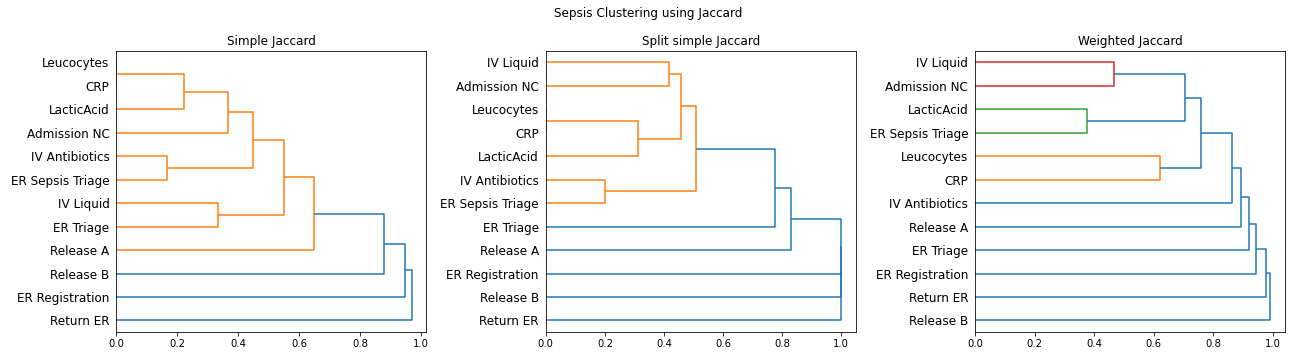 Sepsis Clustering using Jaccard
Simple Jaccard
Leucocytes
CRP
LacticAcid
Admission NC
IV Antibiotics
ER Sepsis Triage
IV Liquid
ER Triage
Release A
Release B
ER Registration
Return ER
0.0 0.2 0.4 0.6 0.8 1.0
Split simple Jaccard
IV Liquid
Admission NC
Leucocytes
CRP
LacticAcid
IV Antibiotics
ER Sepsis Triage
ER Triage
Release A
ER Registration
Release B
Return ER
0.0 0.2 0.4 0.6 0.8 1.0
Weighted Jaccard
IV Liquid
Admission NC
LacticAcid
ER Sepsis Triage
Leucocytes
CRP
IV Antibiotics
Release A
ER Triage
ER Registration
Return ER
Release B
0.0 0.2 0.4 0.6 0.8 1.0